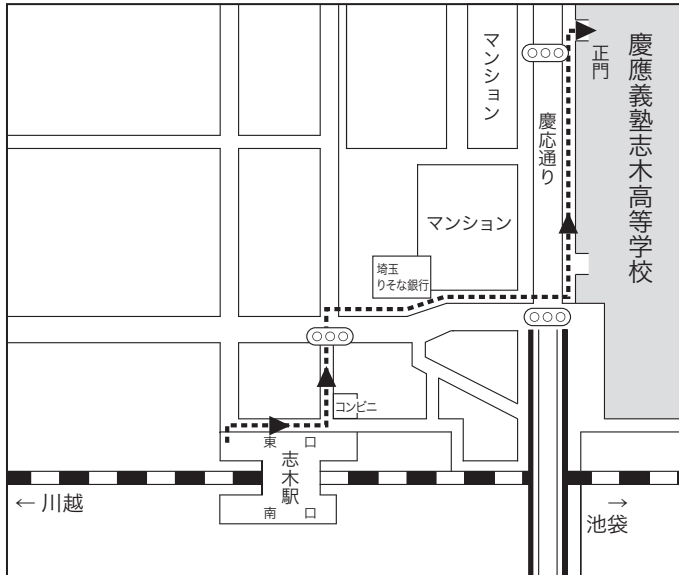 マンション
慶応通り
正門
慶應義塾志木高等学校
マンション
埼玉
りそな銀行
コンビニ
東 口
志木駅
南 口
← 川越
→
池袋